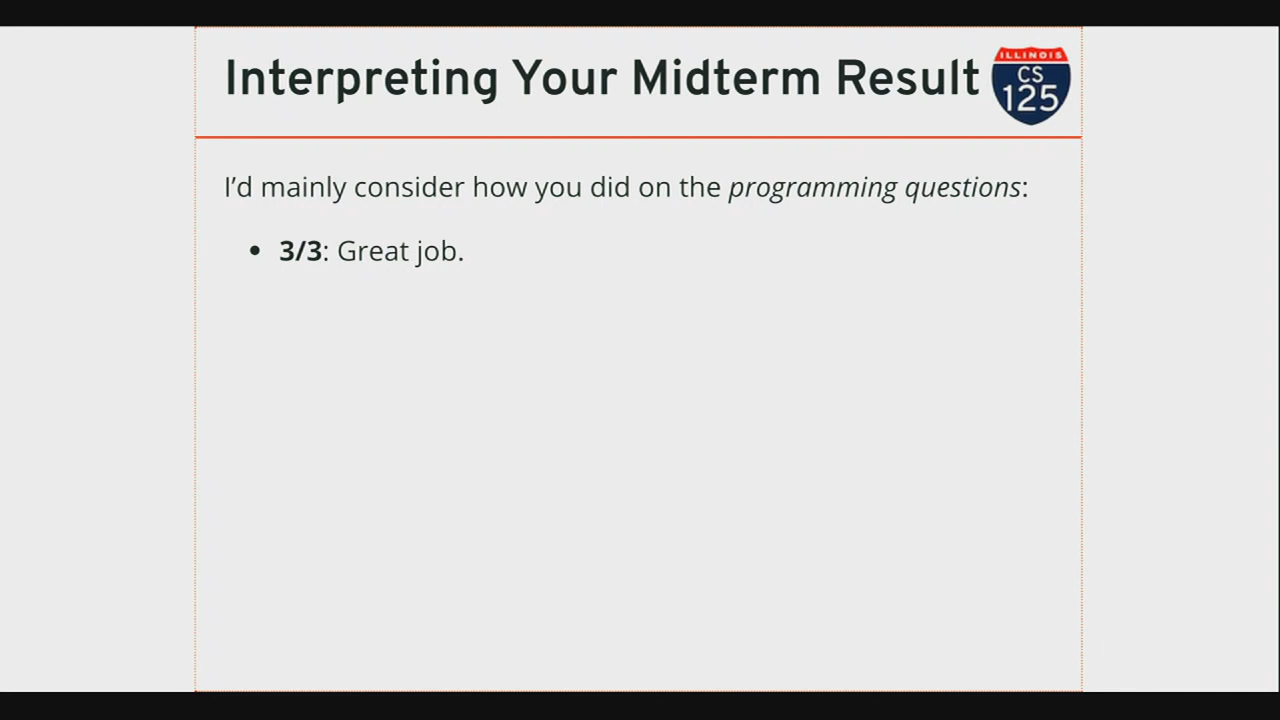 Interpreting Your Midterm Result
ILLINOIS
CS
125
I’d mainly consider how you did on the programming questions:
• 3/3: Great job.